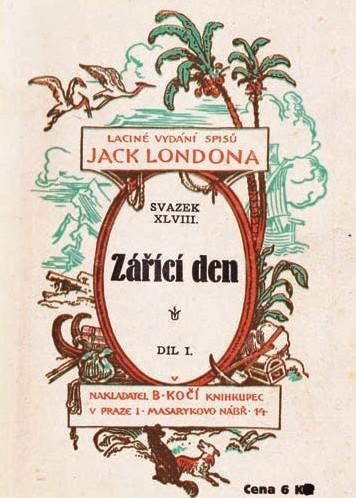 LACINÉ VYDÁNÍ SPISŮ
JACK LONDONA
SVAZEK
XLVIII.
Zářící den
DÍL I.
NAKLADATEL B·KOČÍ KNIHKUPEC
V PRAZE I· MASARYKOVO NÁBŘ·14·
Cena 6 Kč